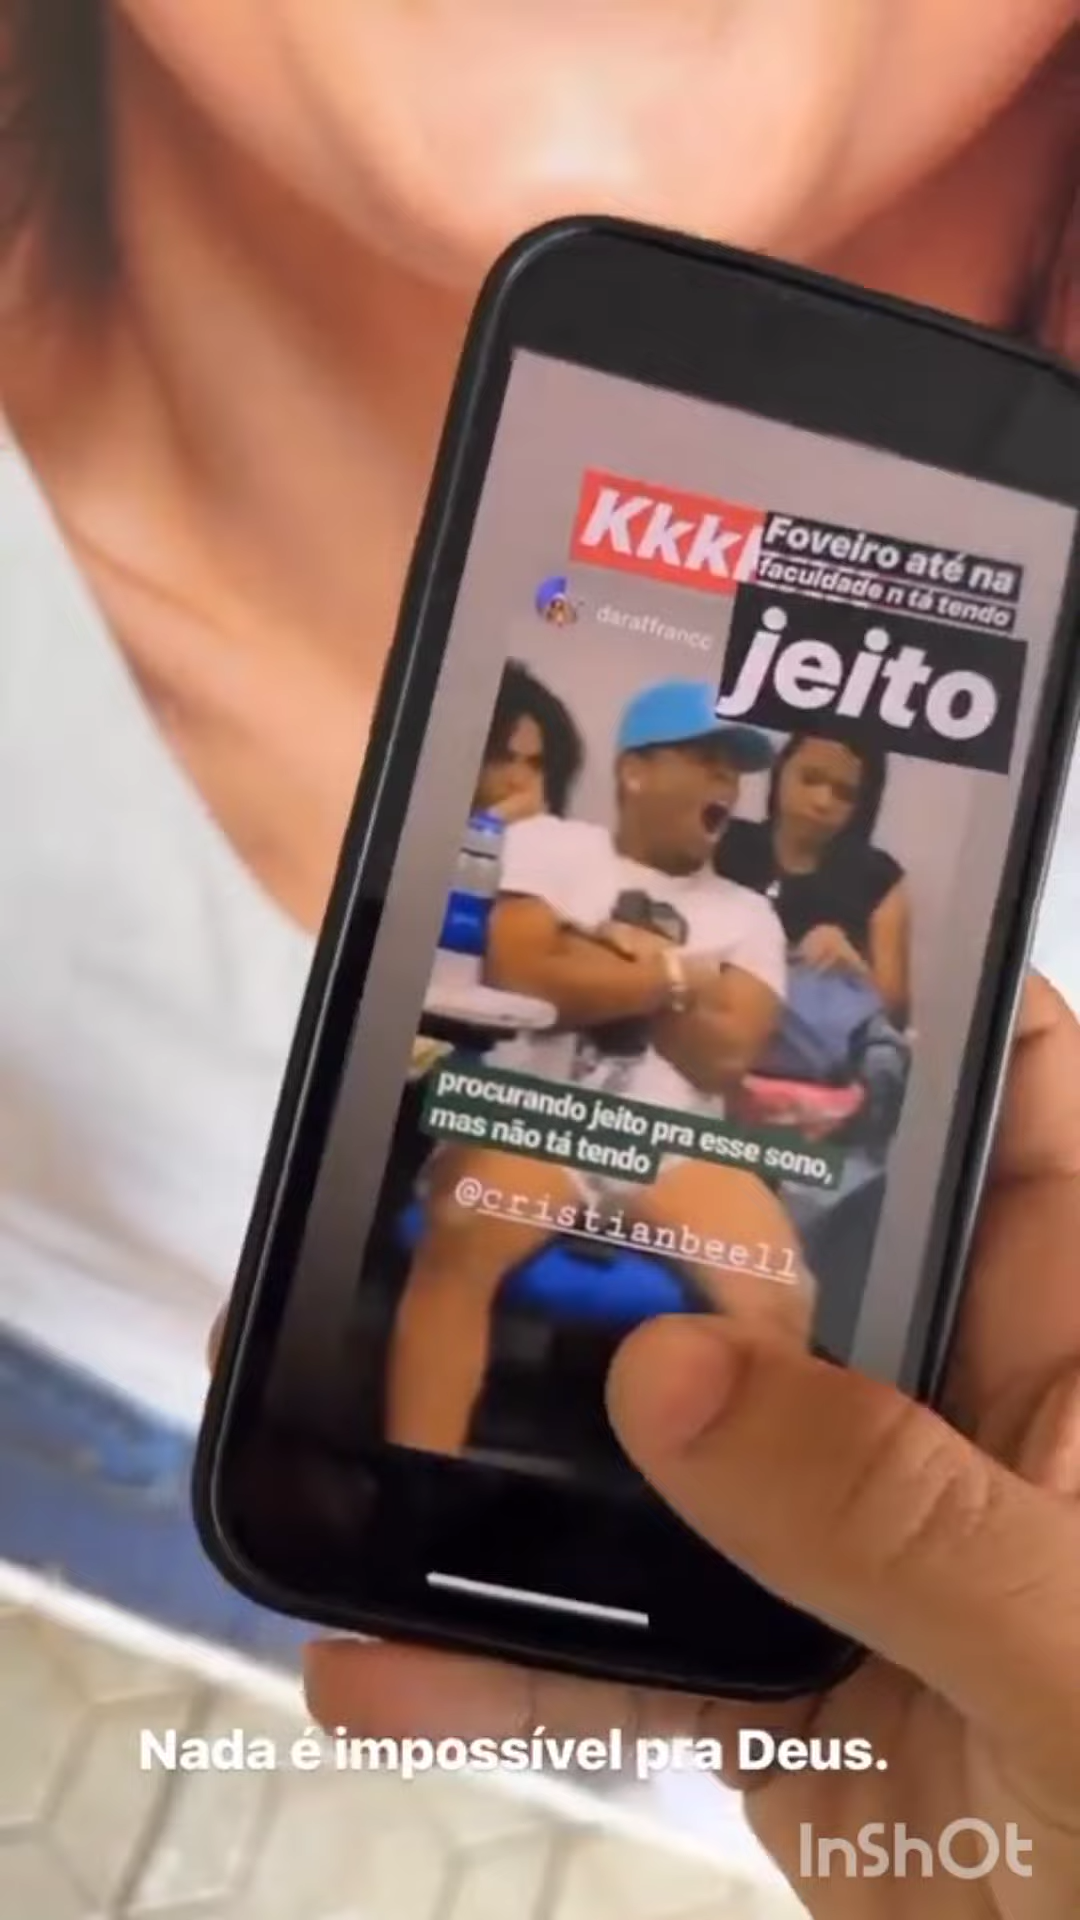 Kkkk
Foveiro até na
faculdade n tá tendo
jeito
daraffrancc
procurando jeito pra esse sono,
mas não tá tendo
@cristianbeell
Nada é impossível pra Deus.
InShOt